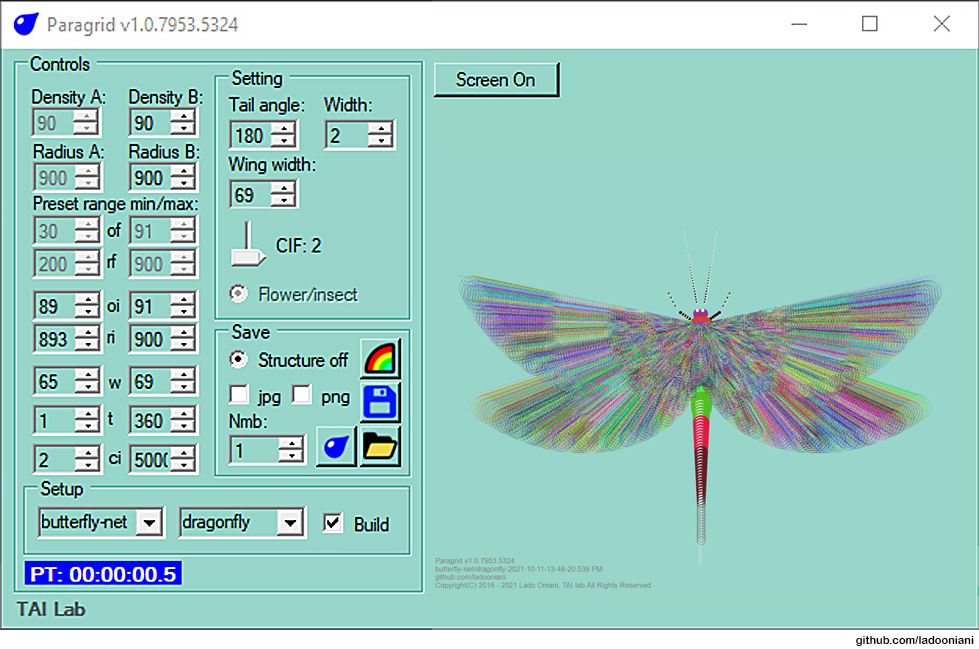 Paragrid v1.0.7953.5324
Controls
Density A: Density B:
90 90
Radius A: Radius B:
900 900
Preset range min/max:
30 of 91
200 rf 900
89 oi 91
893 ri 900
65 w 69
1 t 360
2 ci 5000
Setting
Tail angle: Width:
180 2
Wing width:
69
CIF: 2
Flower/insect
Save
Structure off
jpg png
Nmb:
1
Setup
butterfly-net dragonfly Build
PT: 00:00:00.5
TAI Lab
Screen On
Paragrid v1.0.7953.5324
butterfly-net/dragonfly-2021-10-11-13-48-20.539 PM
github.com/ladooniani
Copyright(C) 2016 - 2021 Lado Oniani, TAI lab All Rights Reserved
github.com/ladooniani